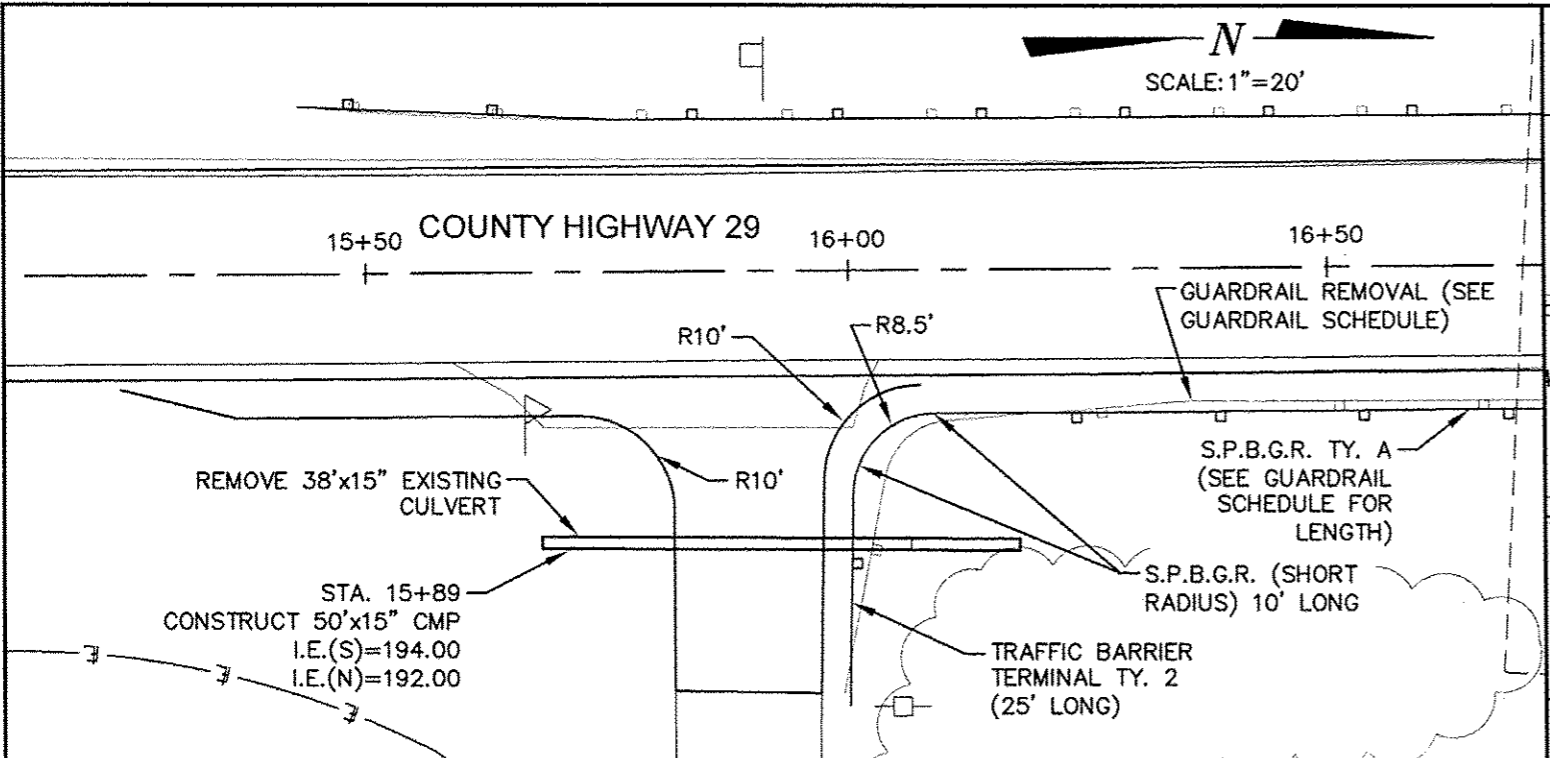 N
SCALE: 1"=20'
COUNTY HIGHWAY 29
15+50
16+00
16+50
GUARDRAIL REMOVAL (SEE
GUARDRAIL SCHEDULE)
R10'
R8.5'
REMOVE 38'x15" EXISTING
CULVERT
R10'
S.P.B.G.R. TY. A
(SEE GUARDRAIL
SCHEDULE FOR
LENGTH)
STA. 15+89
CONSTRUCT 50'x15" CMP
I.E.(S)=194.00
I.E.(N)=192.00
S.P.B.G.R. (SHORT
RADIUS) 10' LONG
TRAFFIC BARRIER
TERMINAL TY. 2
(25' LONG)